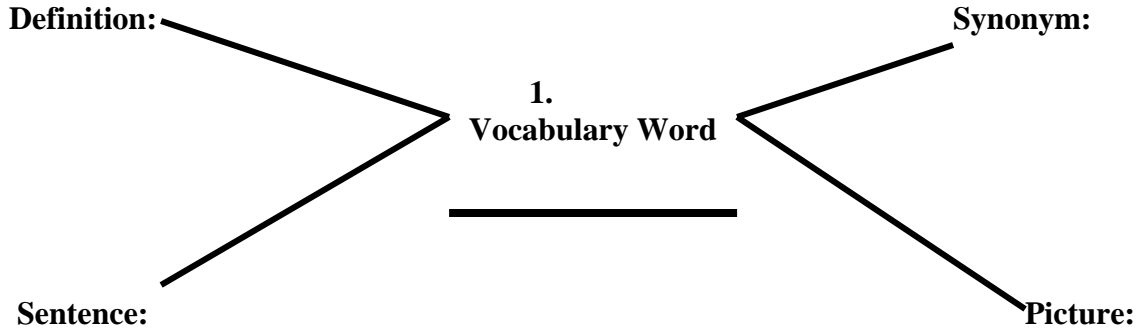 Definition:
Synonym:
1.
Vocabulary Word
Sentence:
Picture: